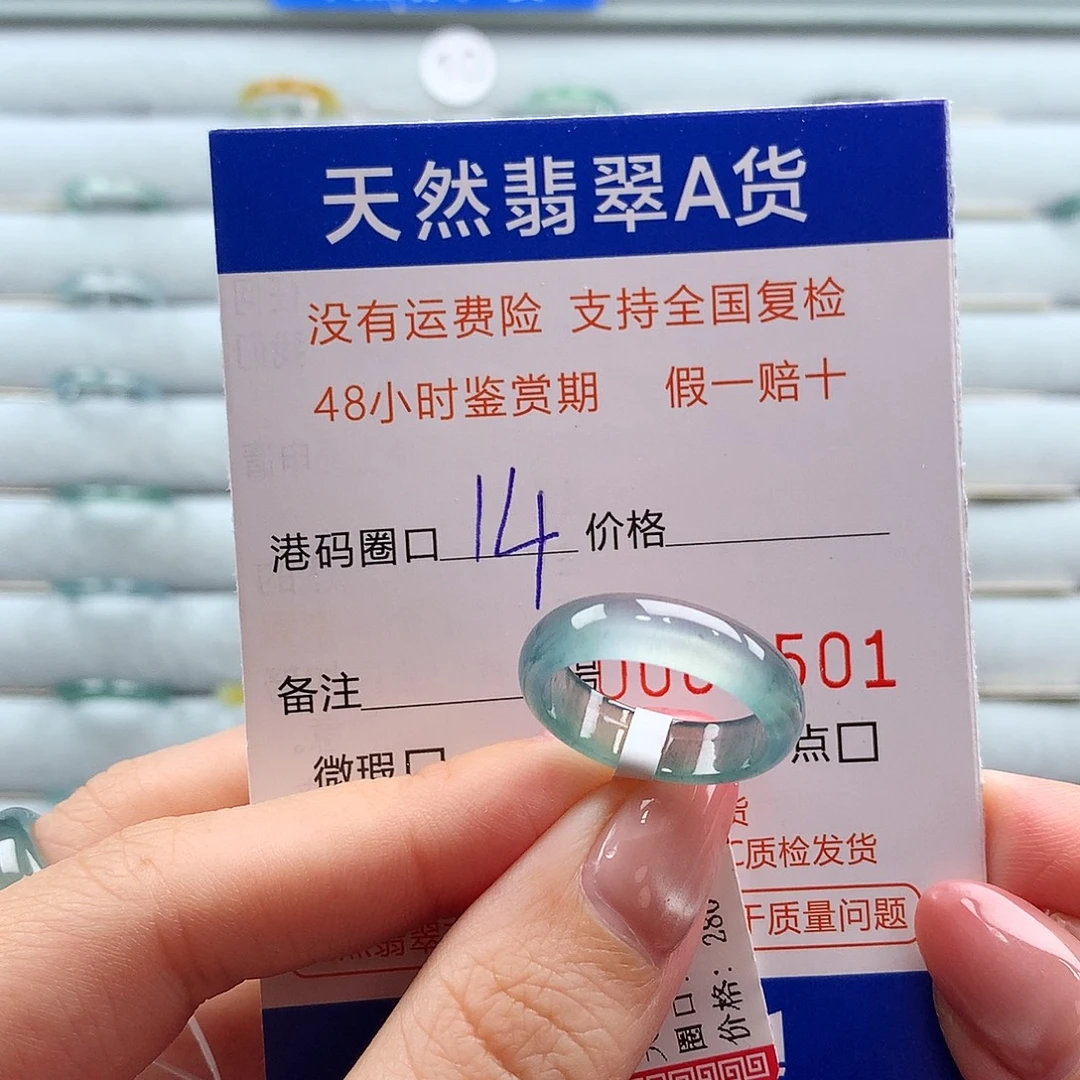 天然翡翠A货
没有运费险 支持全国复检
48小时鉴赏期 假一赔十
港码圈口 14 价格
备注 501
微瑕□ 点□
货
质检发货
质量问题
圈口:
价格: 280